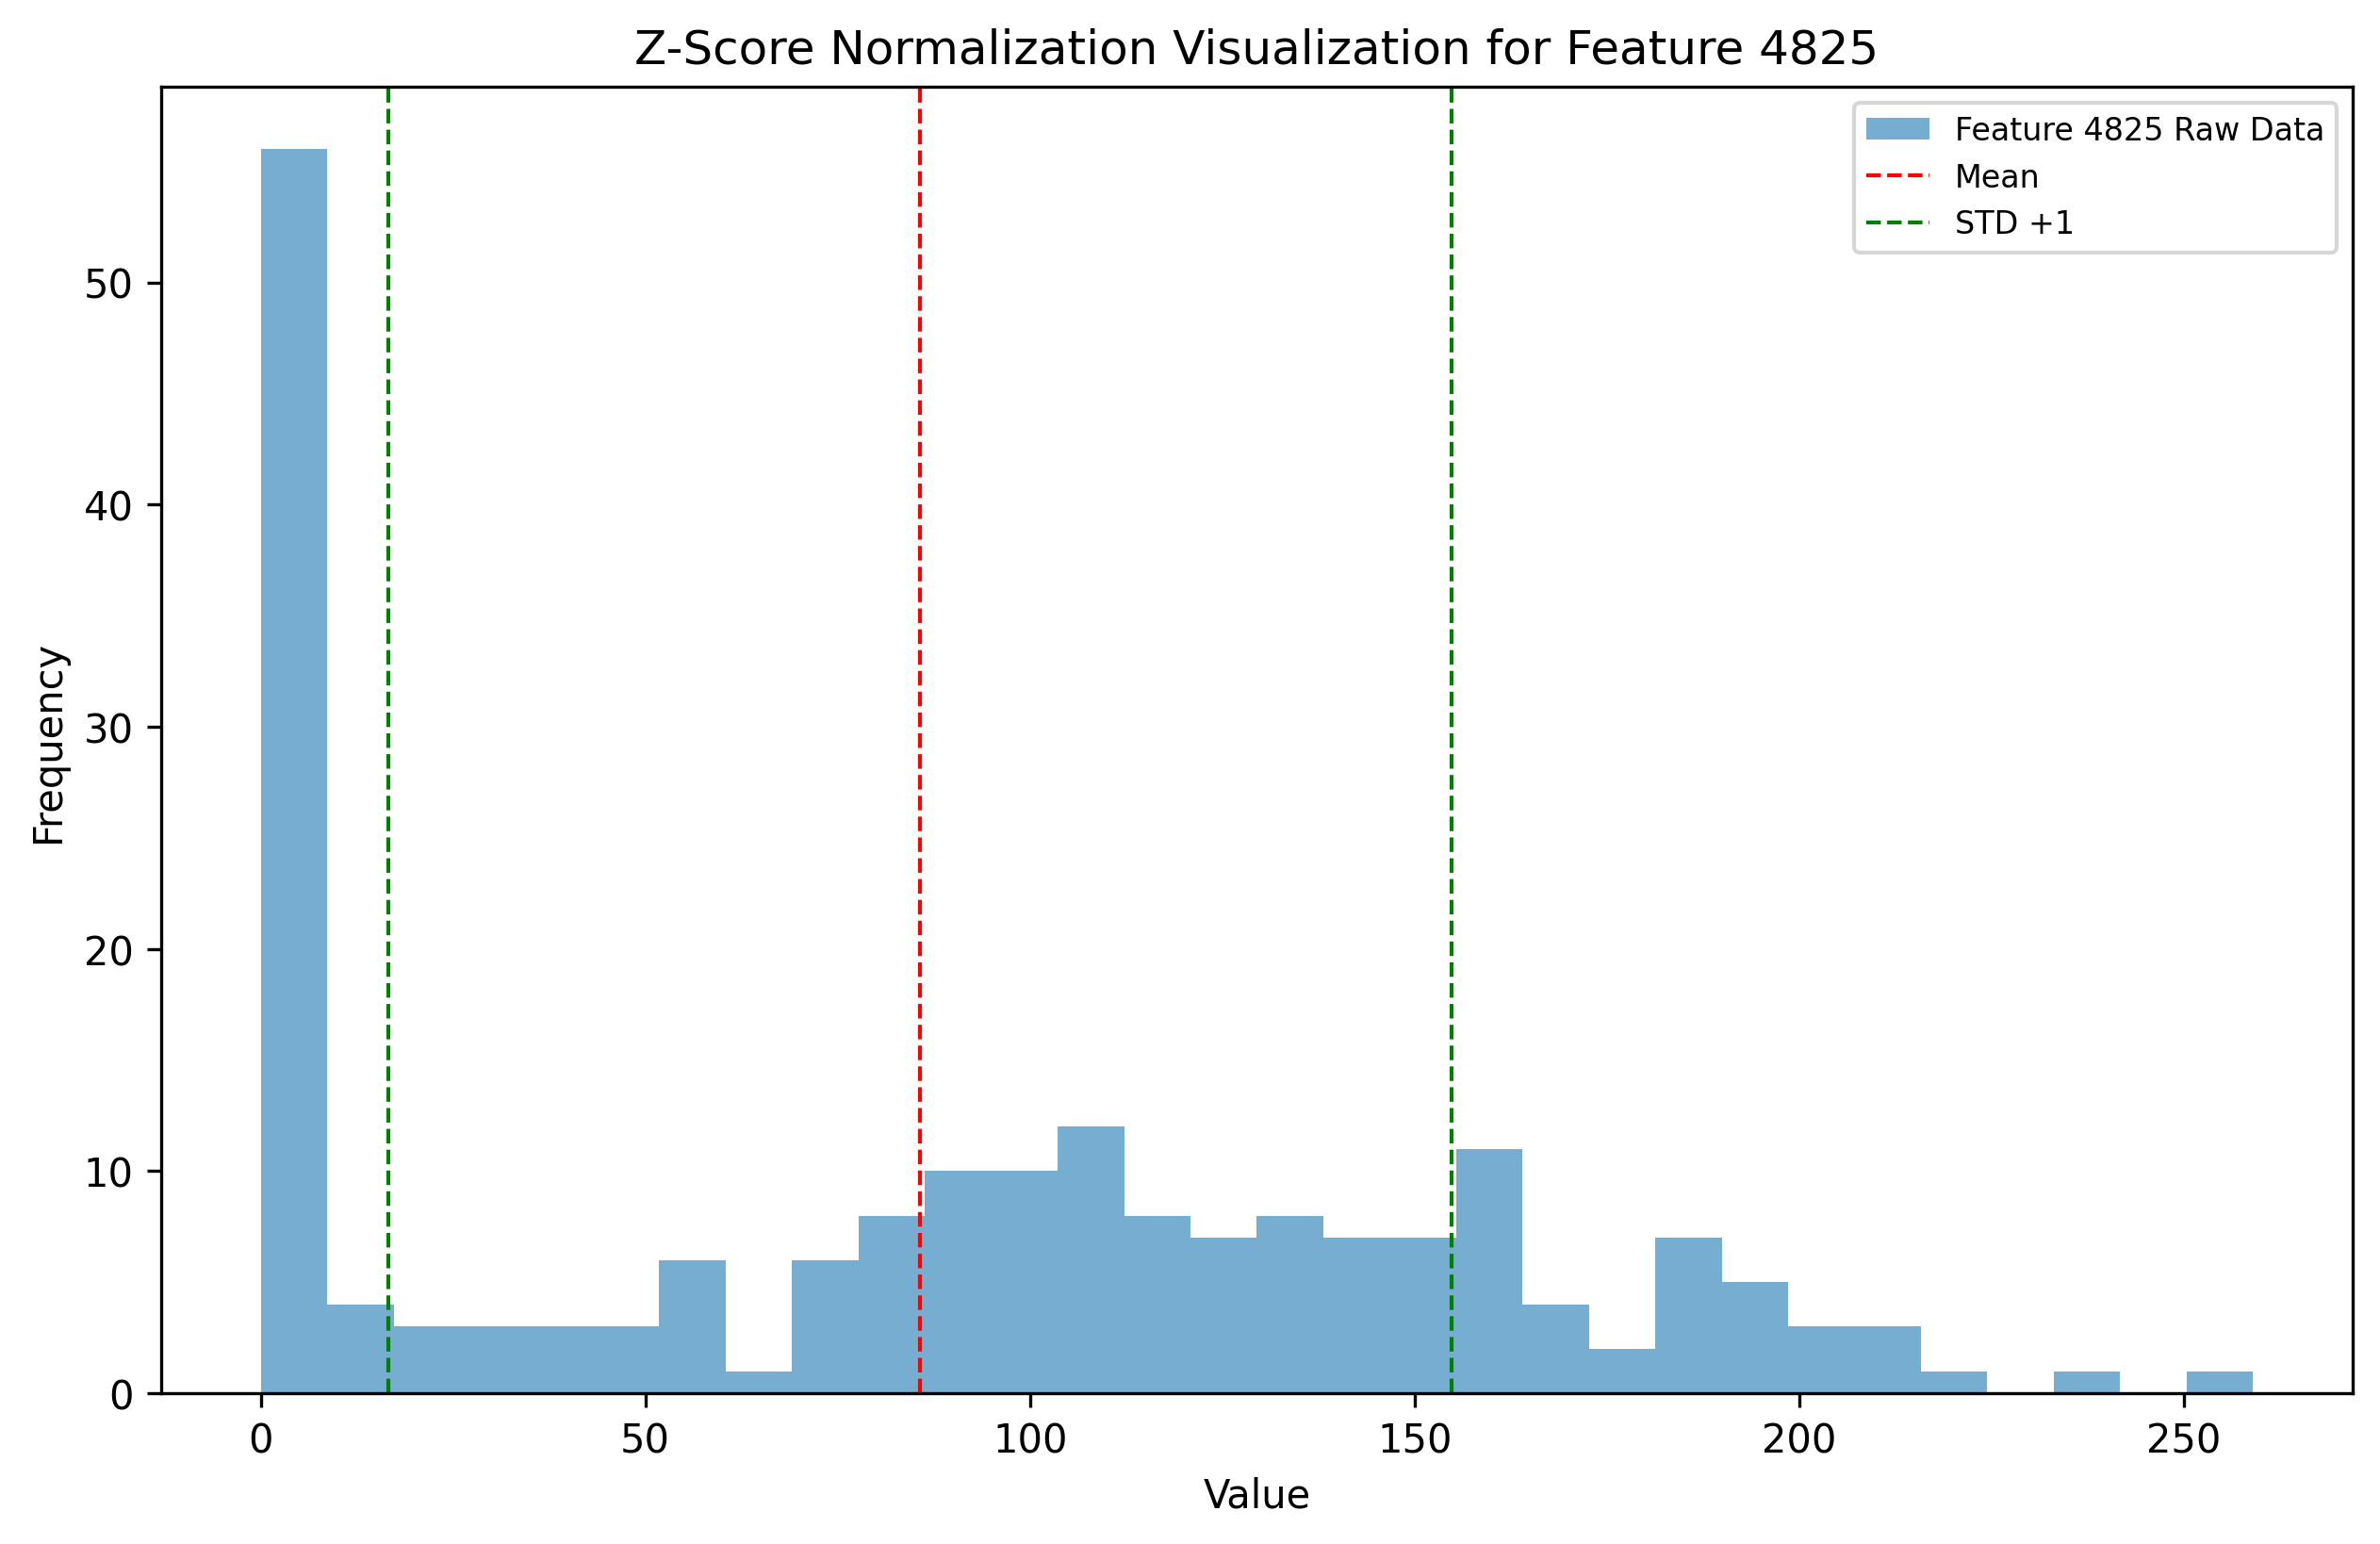 Z-Score Normalization Visualization for Feature 4825
Feature 4825 Raw Data
Mean
STD +1
50
40
30
20
10
0
Frequency
0 50 100 150 200 250
Value